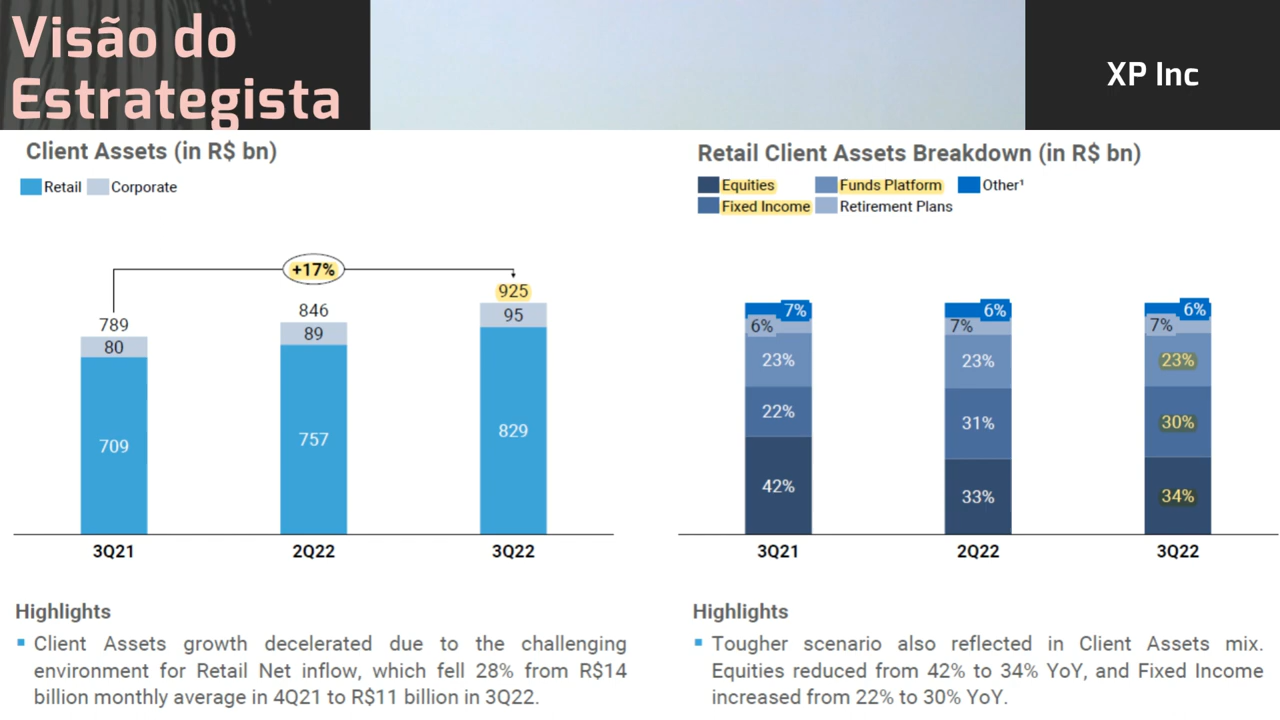 Visão do
Estrategista
XP Inc
Client Assets (in R$ bn)
Retail Corporate
+17%
789
80
709
3Q21
846
89
757
2Q22
925
95
829
3Q22
Highlights
Client Assets growth decelerated due to the challenging
environment for Retail Net inflow, which fell 28% from R$14
billion monthly average in 4Q21 to R$11 billion in 3Q22.
Retail Client Assets Breakdown (in R$ bn)
Equities Funds Platform Other¹
Fixed Income Retirement Plans
7%
6%
23%
22%
42%
3Q21
6%
7%
23%
31%
33%
2Q22
6%
7%
23%
30%
34%
3Q22
Highlights
Tougher scenario also reflected in Client Assets mix.
Equities reduced from 42% to 34% YoY, and Fixed Income
increased from 22% to 30% YoY.